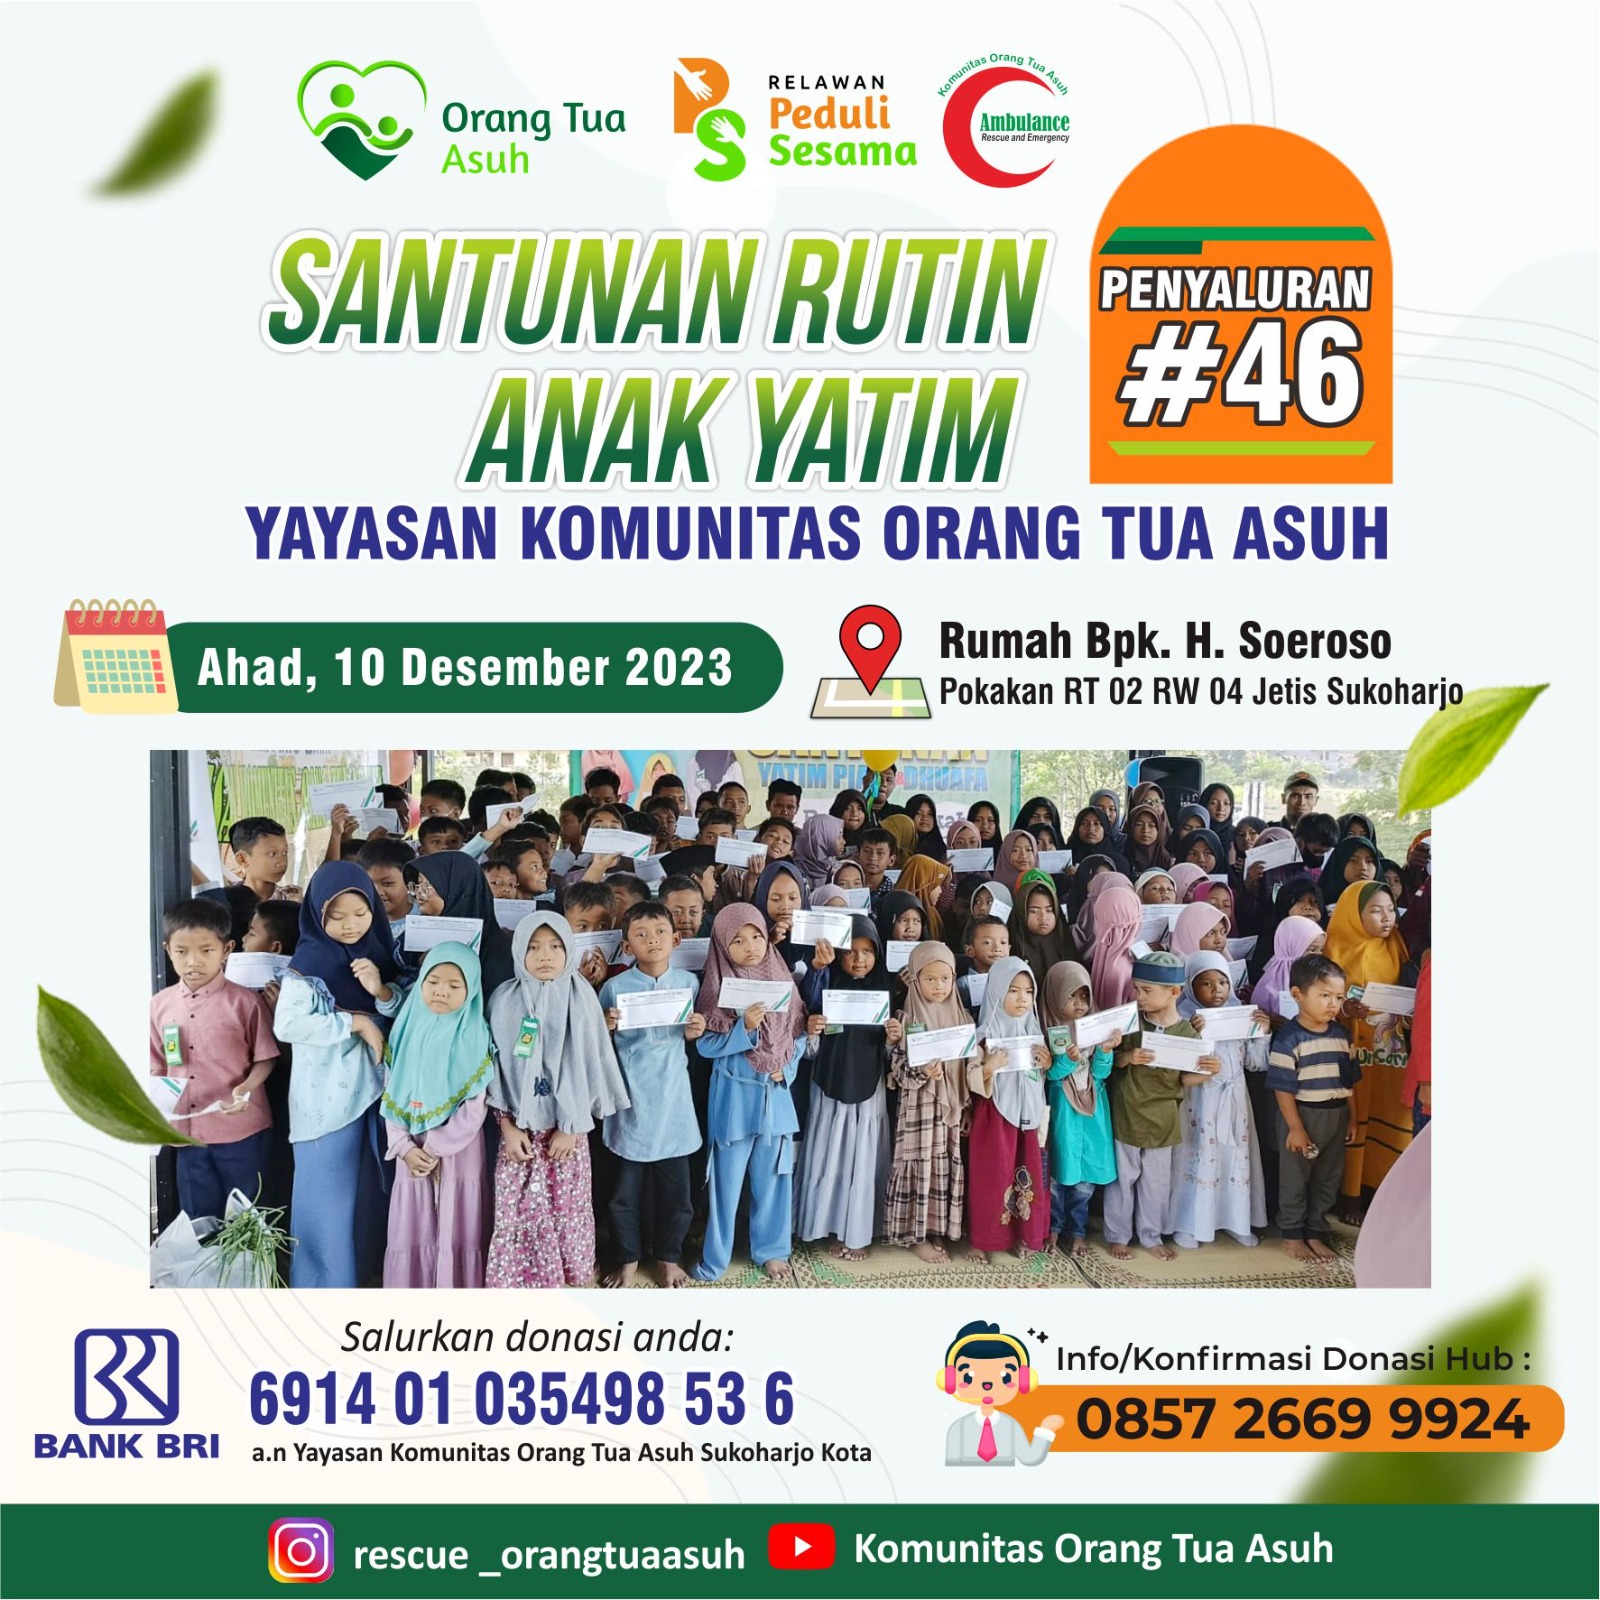 Orang Tua
Asuh
RELAWAN
Peduli
Sesama
Komunitas Orang Tua Asuh
Ambulance
Rescue and Emergency
SANTUNAN RUTIN
ANAK YATIM
PENYALURAN
#46
YAYASAN KOMUNITAS ORANG TUA ASUH
Ahad, 10 Desember 2023
Rumah Bpk. H. Soeroso
Pokakan RT 02 RW 04 Jetis Sukoharjo
SANTUNAN
YATIM
DHUAFA
Salurkan donasi anda:
6914 01 035498 53 6
BANK BRI
a.n Yayasan Komunitas Orang Tua Asuh Sukoharjo Kota
Info/Konfirmasi Donasi Hub :
0857 2669 9924
rescue _orangtuaasuh
Komunitas Orang Tua Asuh